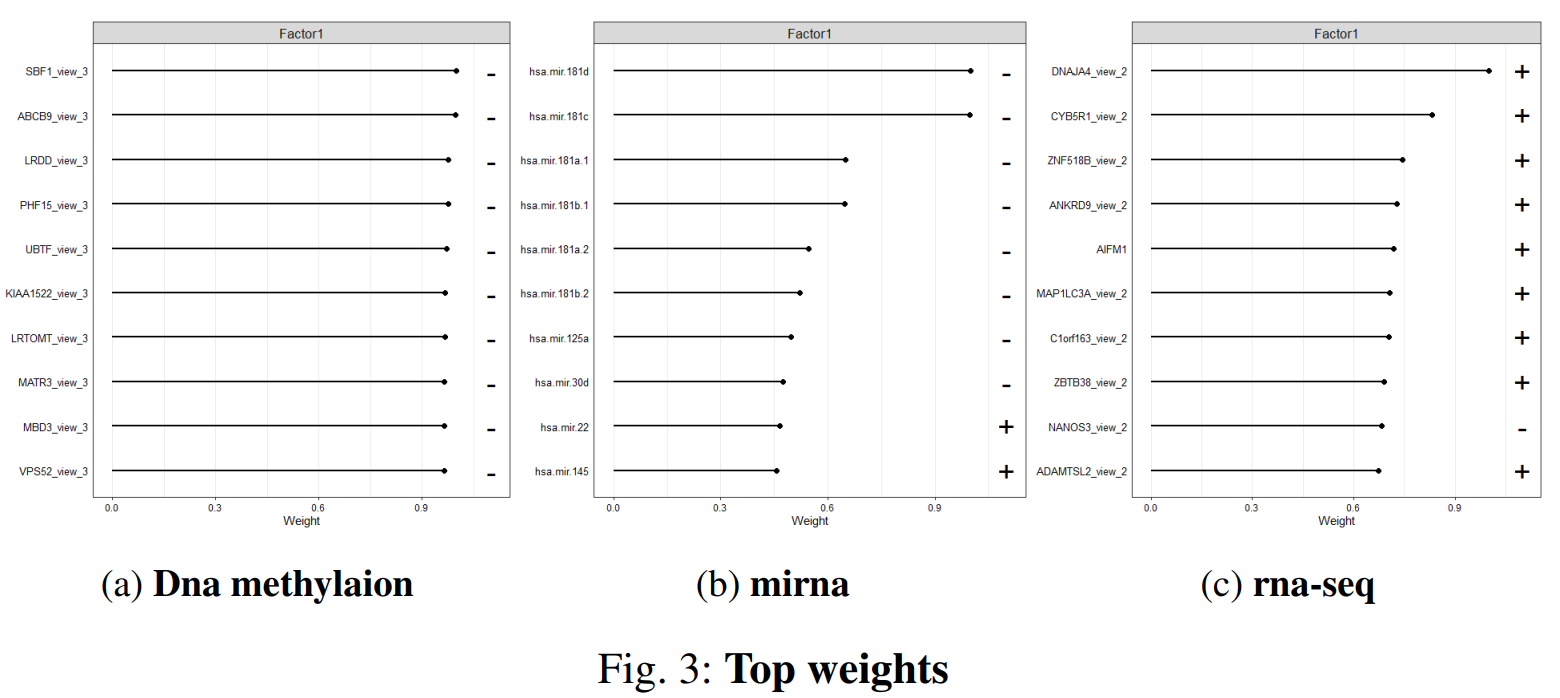 Factor1
SBF1_view_3 -
ABCB9_view_3 -
LRDD_view_3 -
PHF15_view_3 -
UBTF_view_3 -
KIAA1522_view_3 -
LRTOMT_view_3 -
MATR3_view_3 -
MBD3_view_3 -
VPS52_view_3 -
0.0 0.3 0.6 0.9
Weight
(a) Dna methylaion
Factor1
hsa.mir.181d -
hsa.mir.181c -
hsa.mir.181a.1 -
hsa.mir.181b.1 -
hsa.mir.181a.2 -
hsa.mir.181b.2 -
hsa.mir.125a -
hsa.mir.30d -
hsa.mir.22 +
hsa.mir.145 +
0.0 0.3 0.6 0.9
Weight
(b) mirna
Factor1
DNAJA4_view_2 +
CYB5R1_view_2 +
ZNF518B_view_2 +
ANKRD9_view_2 +
AIFM1 +
MAP1LC3A_view_2 +
C1orf163_view_2 +
ZBTB38_view_2 +
NANOS3_view_2 -
ADAMTSL2_view_2 +
0.0 0.3 0.6 0.9
Weight
(c) rna-seq
Fig. 3: Top weights